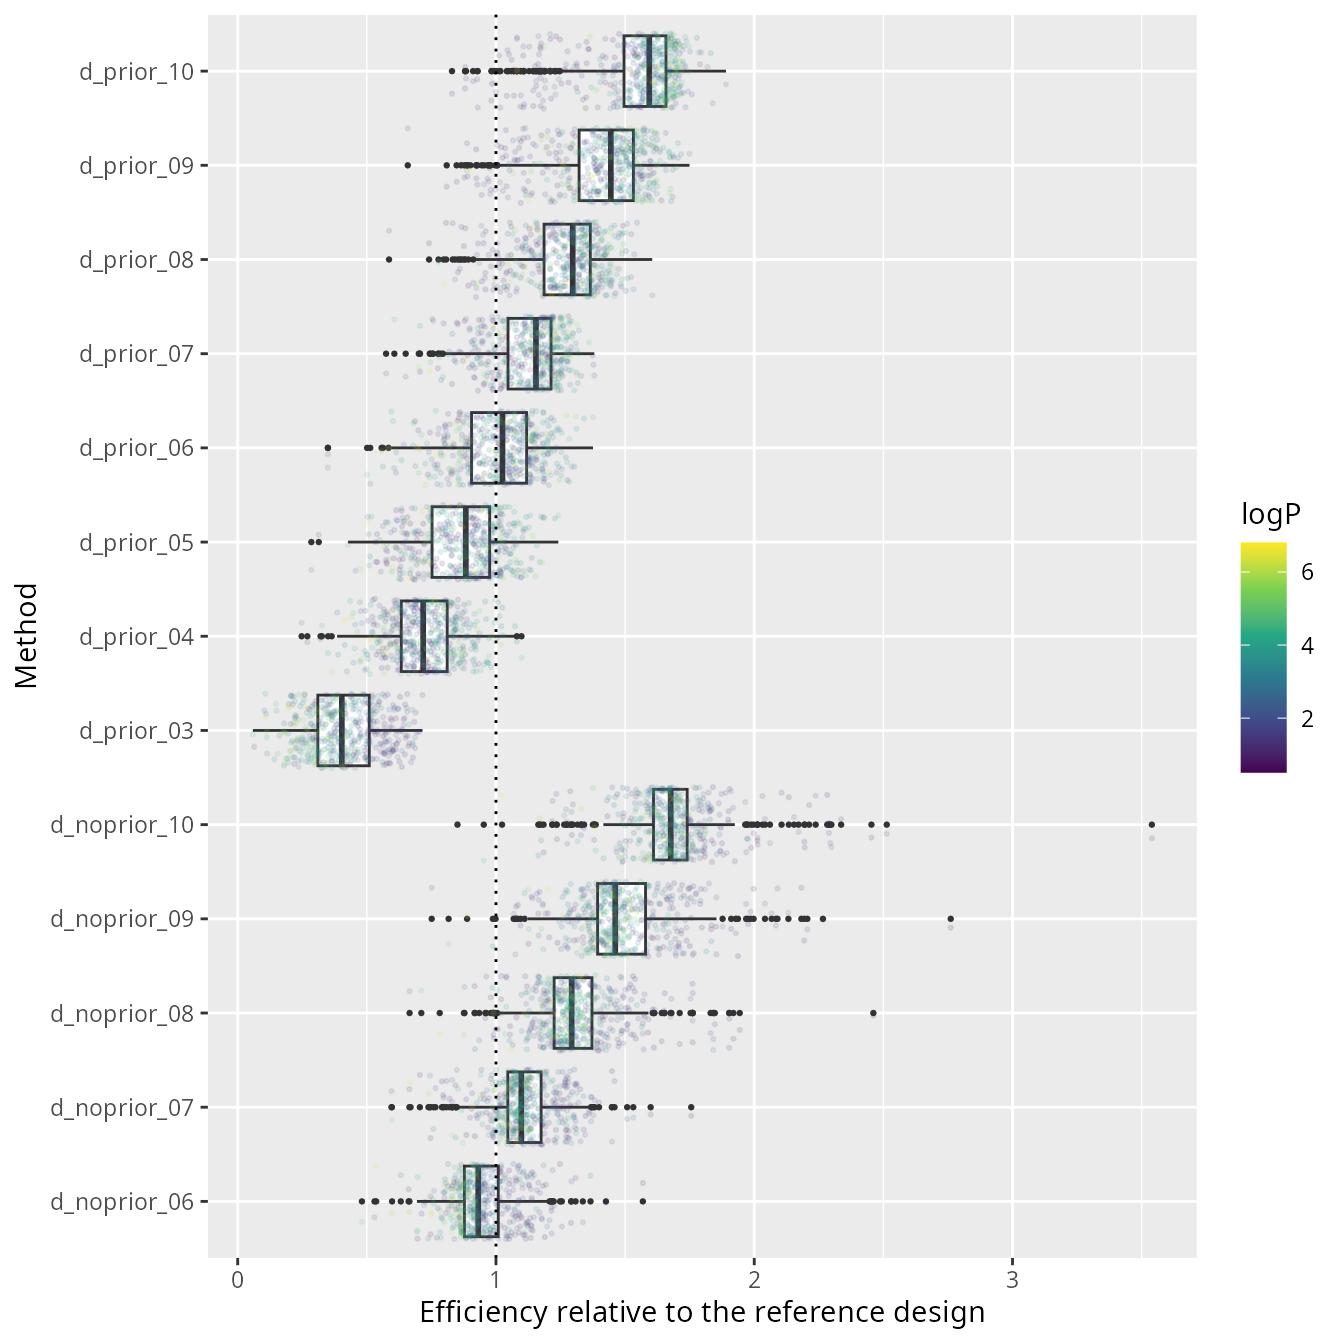 d_prior_10
d_prior_09
d_prior_08
d_prior_07
d_prior_06
d_prior_05
d_prior_04
d_prior_03
d_noprior_10
d_noprior_09
d_noprior_08
d_noprior_07
d_noprior_06
Method
0 1 2 3
Efficiency relative to the reference design
logP
6
4
2